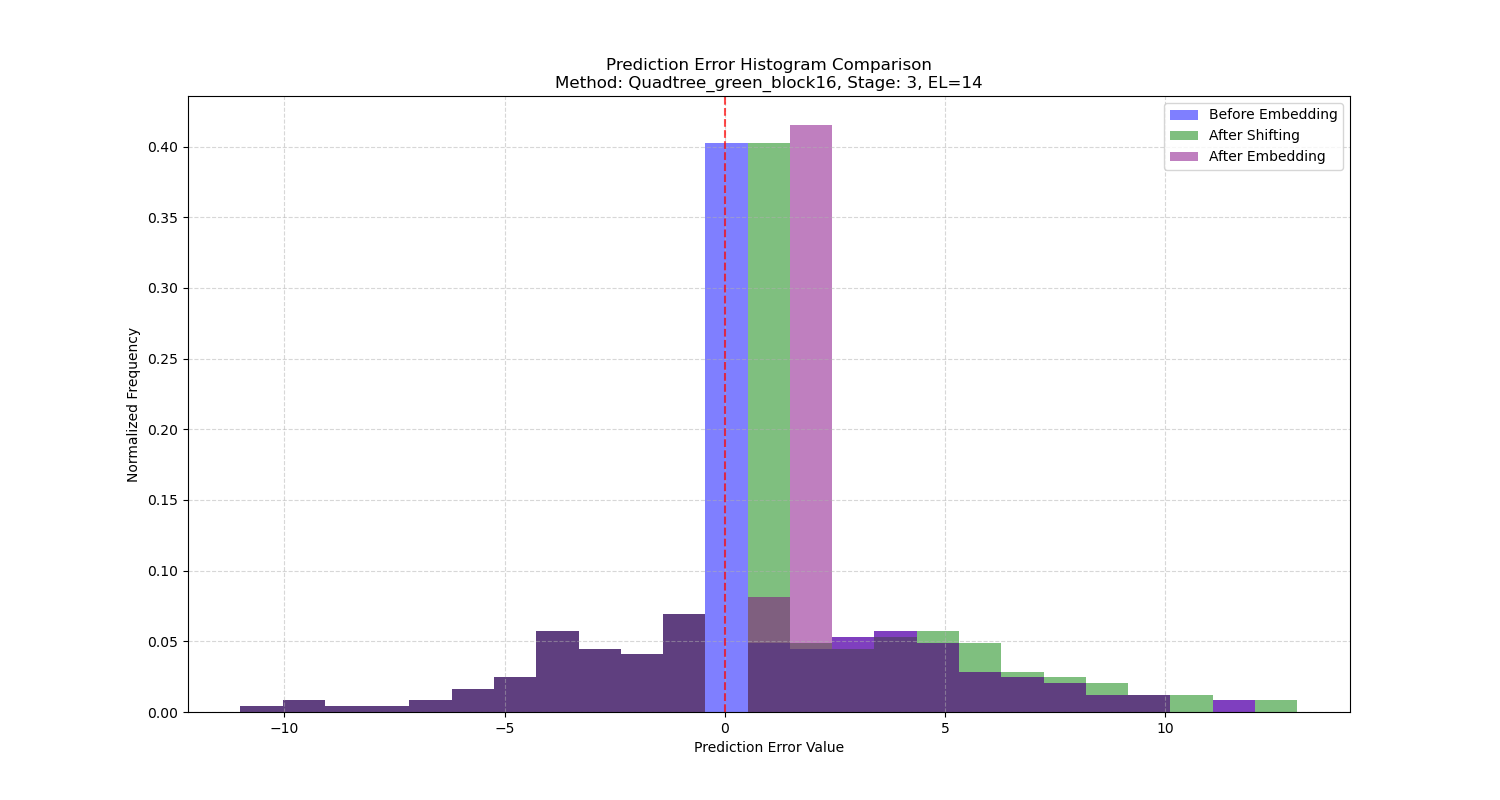 Prediction Error Histogram Comparison
Method: Quadtree_green_block16, Stage: 3, EL=14
Before Embedding
After Shifting
After Embedding
Normalized Frequency
0.40
0.35
0.30
0.25
0.20
0.15
0.10
0.05
0.00
−10
−5
0
5
10
Prediction Error Value